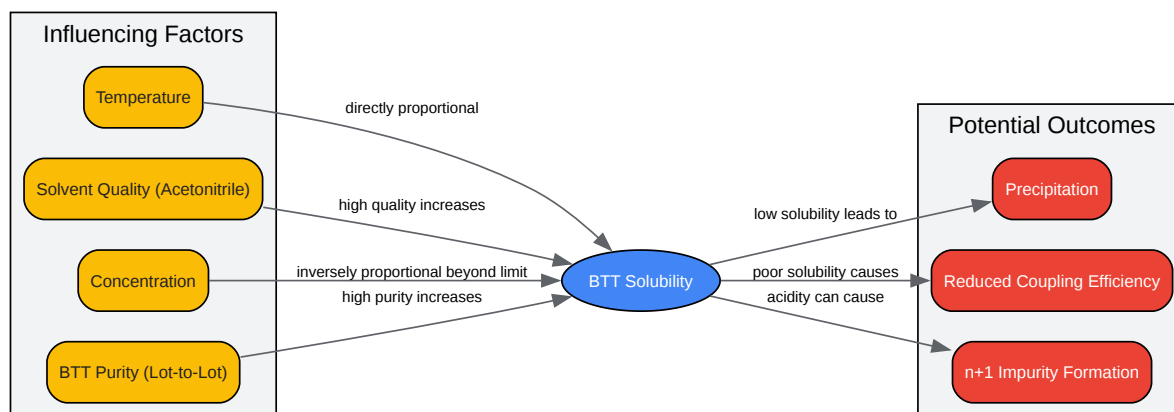 Influencing Factors
Temperature
Solvent Quality (Acetonitrile)
Concentration
BTT Purity (Lot-to-Lot)
directly proportional
high quality increases
inversely proportional beyond limit
high purity increases
BTT Solubility
low solubility leads to
poor solubility causes
acidity can cause
Potential Outcomes
Precipitation
Reduced Coupling Efficiency
n+1 Impurity Formation